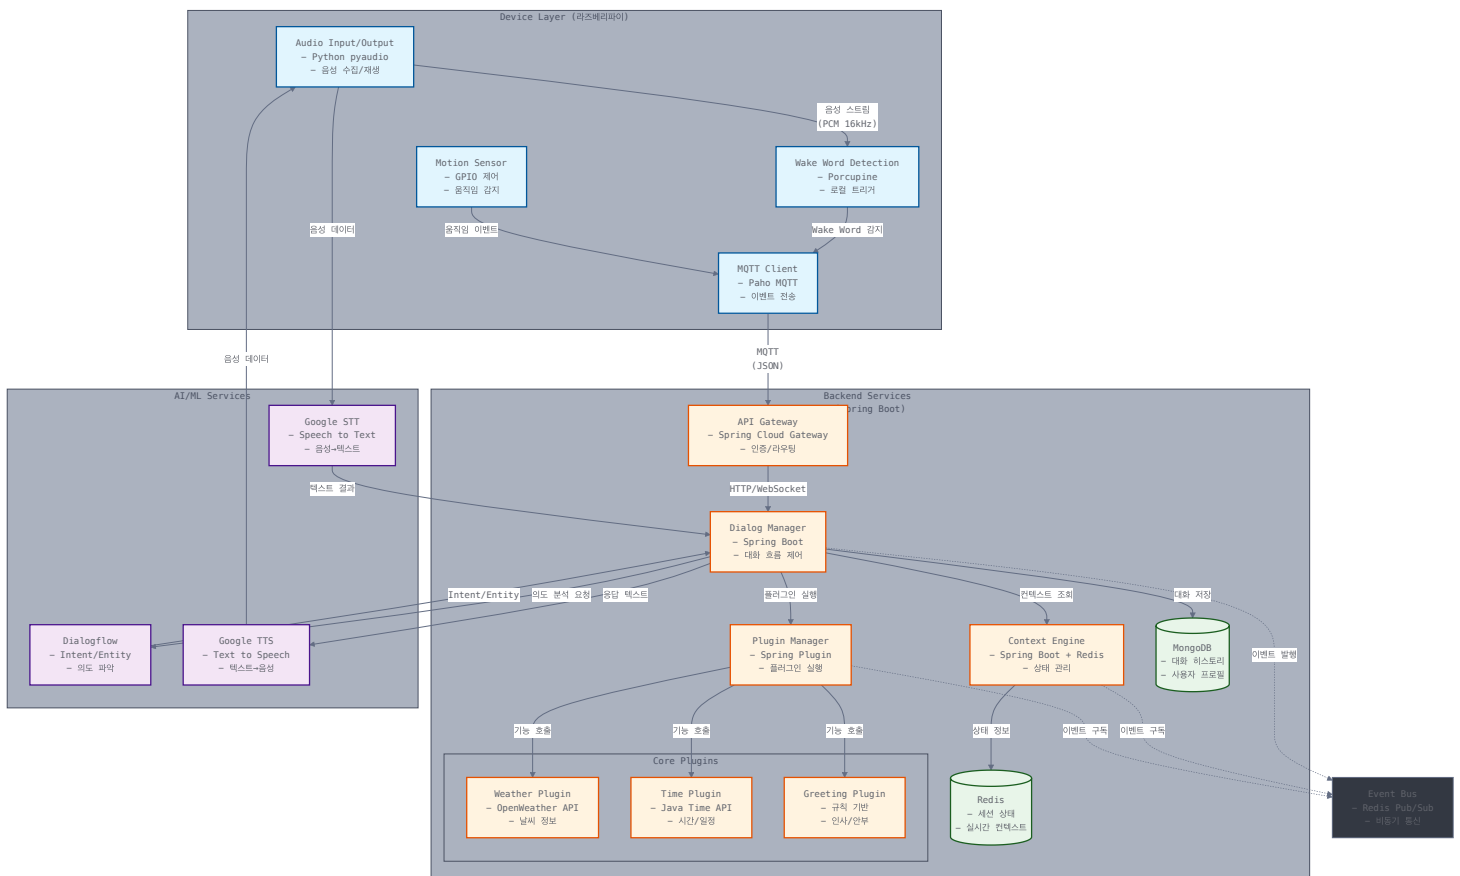 Device Layer (라즈베리파이)
Audio Input/Output
– Python pyaudio
– 음성 수집/재생
음성 스트림
(PCM 16kHz)
Motion Sensor
– GPIO 제어
– 움직임 감지
Wake Word Detection
– Porcupine
– 로컬 트리거
음성 데이터
움직임 이벤트
Wake Word 감지
MQTT Client
– Paho MQTT
– 이벤트 전송
음성 데이터
MQTT
(JSON)
AI/ML Services
Backend Services
oring Boot)
Google STT
– Speech to Text
– 음성→텍스트
API Gateway
– Spring Cloud Gateway
– 인증/라우팅
텍스트 결과
HTTP/WebSocket
Dialog Manager
– Spring Boot
– 대화 흐름 제어
Intent/Entity
의도 분석 요청
응답 텍스트
플러그인 실행
컨텍스트 조회
대화 저장
Dialogflow
– Intent/Entity
– 의도 파악
Google TTS
– Text to Speech
– 텍스트→음성
Plugin Manager
– Spring Plugin
– 플러그인 실행
Context Engine
– Spring Boot + Redis
– 상태 관리
MongoDB
– 대화 히스토리
– 사용자 프로필
이벤트 발행
기능 호출
기능 호출
기능 호출
상태 정보
이벤트 구독
이벤트 구독
Core Plugins
Weather Plugin
– OpenWeather API
– 날씨 정보
Time Plugin
– Java Time API
– 시간/일정
Greeting Plugin
– 규칙 기반
– 인사/안부
Redis
– 세션 상태
– 실시간 컨텍스트
Event Bus
– Redis Pub/Sub
– 비동기 통신